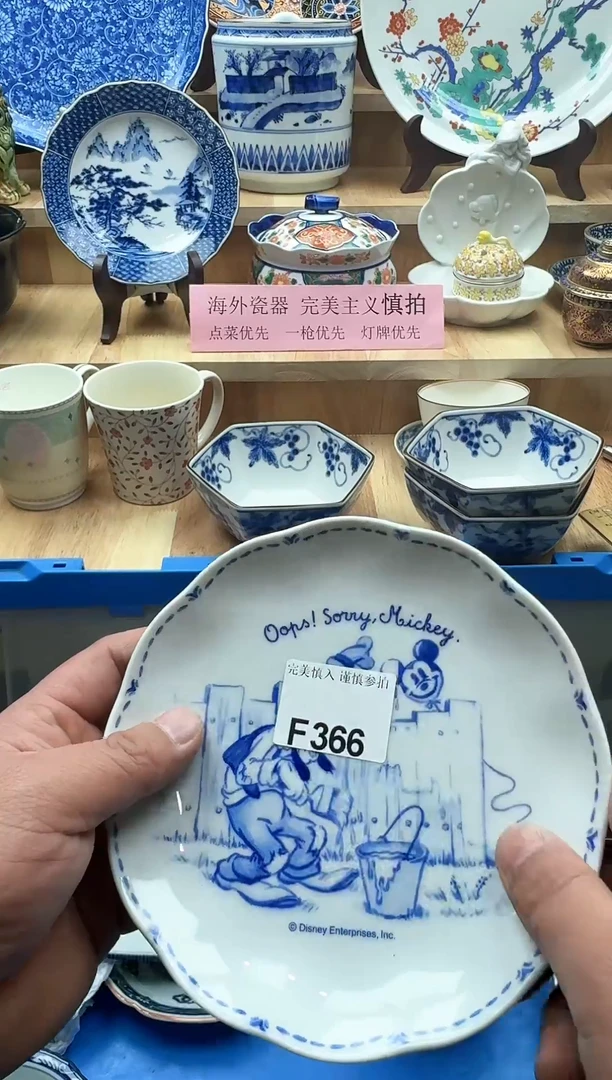 海外瓷器 完美主义慎拍
点菜优先 一枪优先 灯牌优先
Oops! Sorry, Mickey.
完美慎入 谨慎参拍
F366
© Disney Enterprises, Inc.